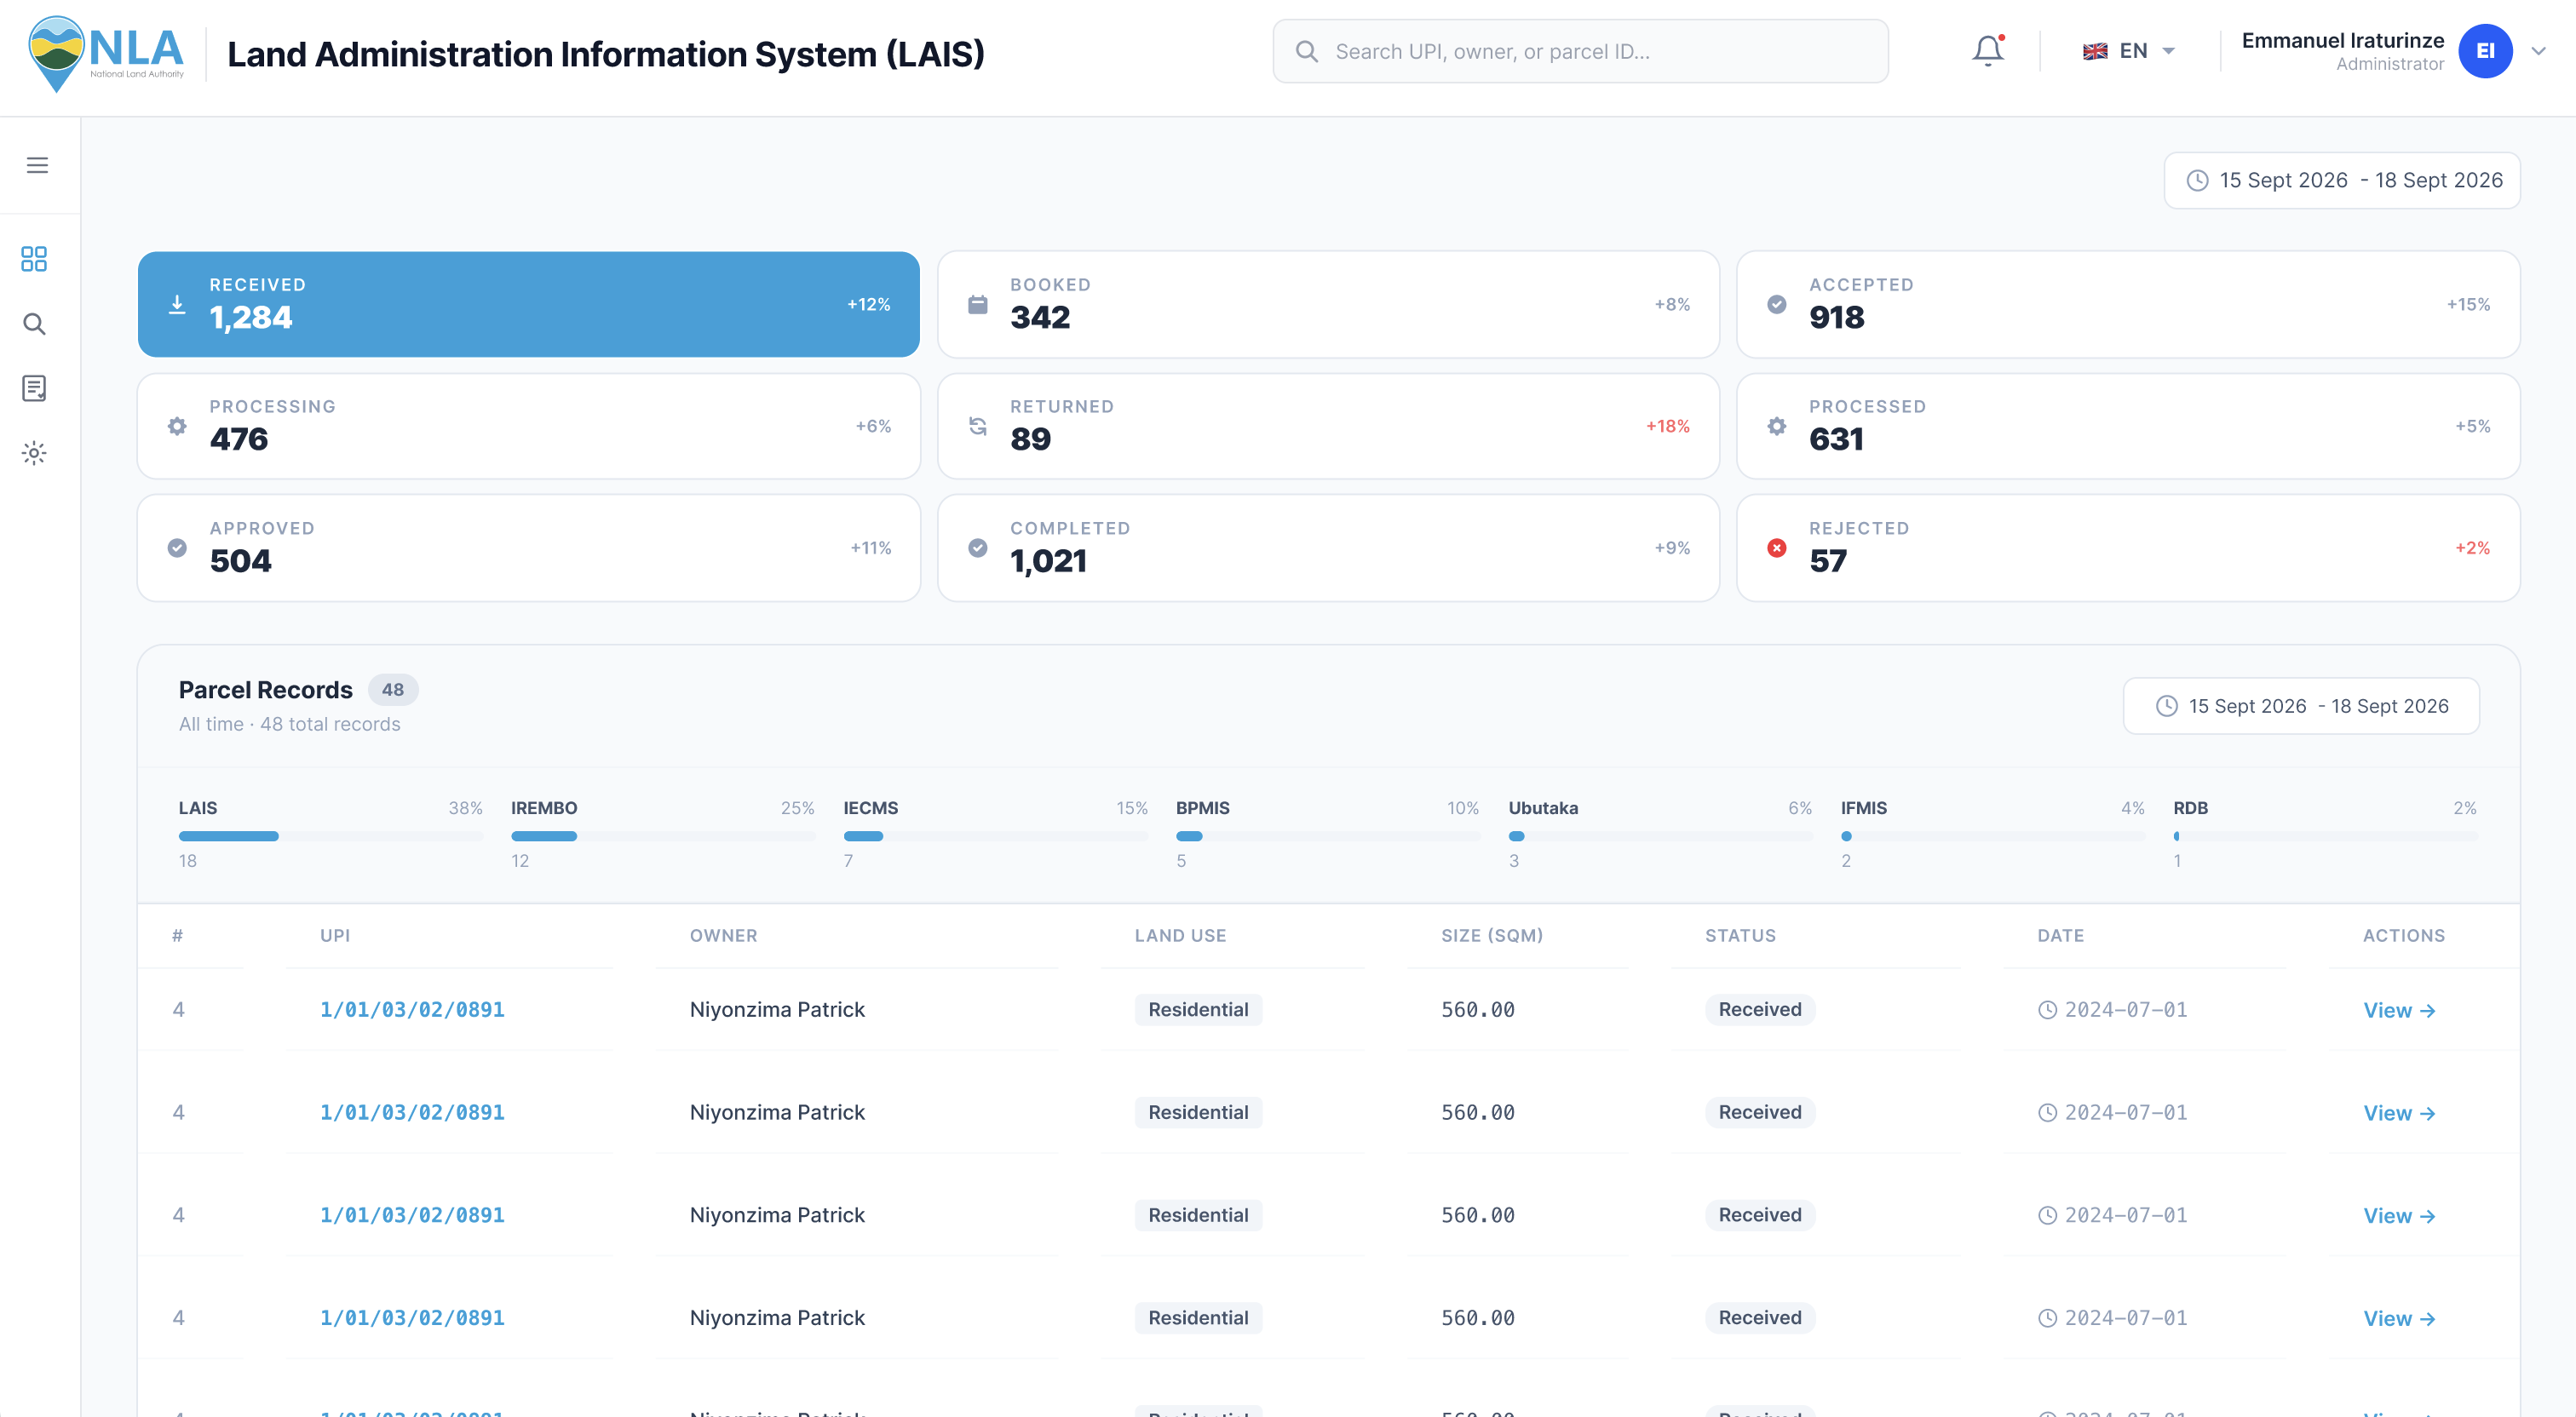 NLA
National Land Authority
Land Administration Information System (LAIS)
Search UPI, owner, or parcel ID...
EN
Emmanuel Iraturinze
Administrator
EI
15 Sept 2026 - 18 Sept 2026
RECEIVED
1,284
+12%
BOOKED
342
+8%
ACCEPTED
918
+15%
PROCESSING
476
+6%
RETURNED
89
+18%
PROCESSED
631
+5%
APPROVED
504
+11%
COMPLETED
1,021
+9%
REJECTED
57
+2%
Parcel Records 48
All time · 48 total records
15 Sept 2026 - 18 Sept 2026
LAIS 38%
18
IREMBO 25%
12
IECMS 15%
7
BPMIS 10%
5
Ubutaka 6%
3
IFMIS 4%
2
RDB 2%
1
# UPI OWNER LAND USE SIZE (SQM) STATUS DATE ACTIONS
4 1/01/03/02/0891 Niyonzima Patrick Residential 560.00 Received 2024-07-01 View →
4 1/01/03/02/0891 Niyonzima Patrick Residential 560.00 Received 2024-07-01 View →
4 1/01/03/02/0891 Niyonzima Patrick Residential 560.00 Received 2024-07-01 View →
4 1/01/03/02/0891 Niyonzima Patrick Residential 560.00 Received 2024-07-01 View →